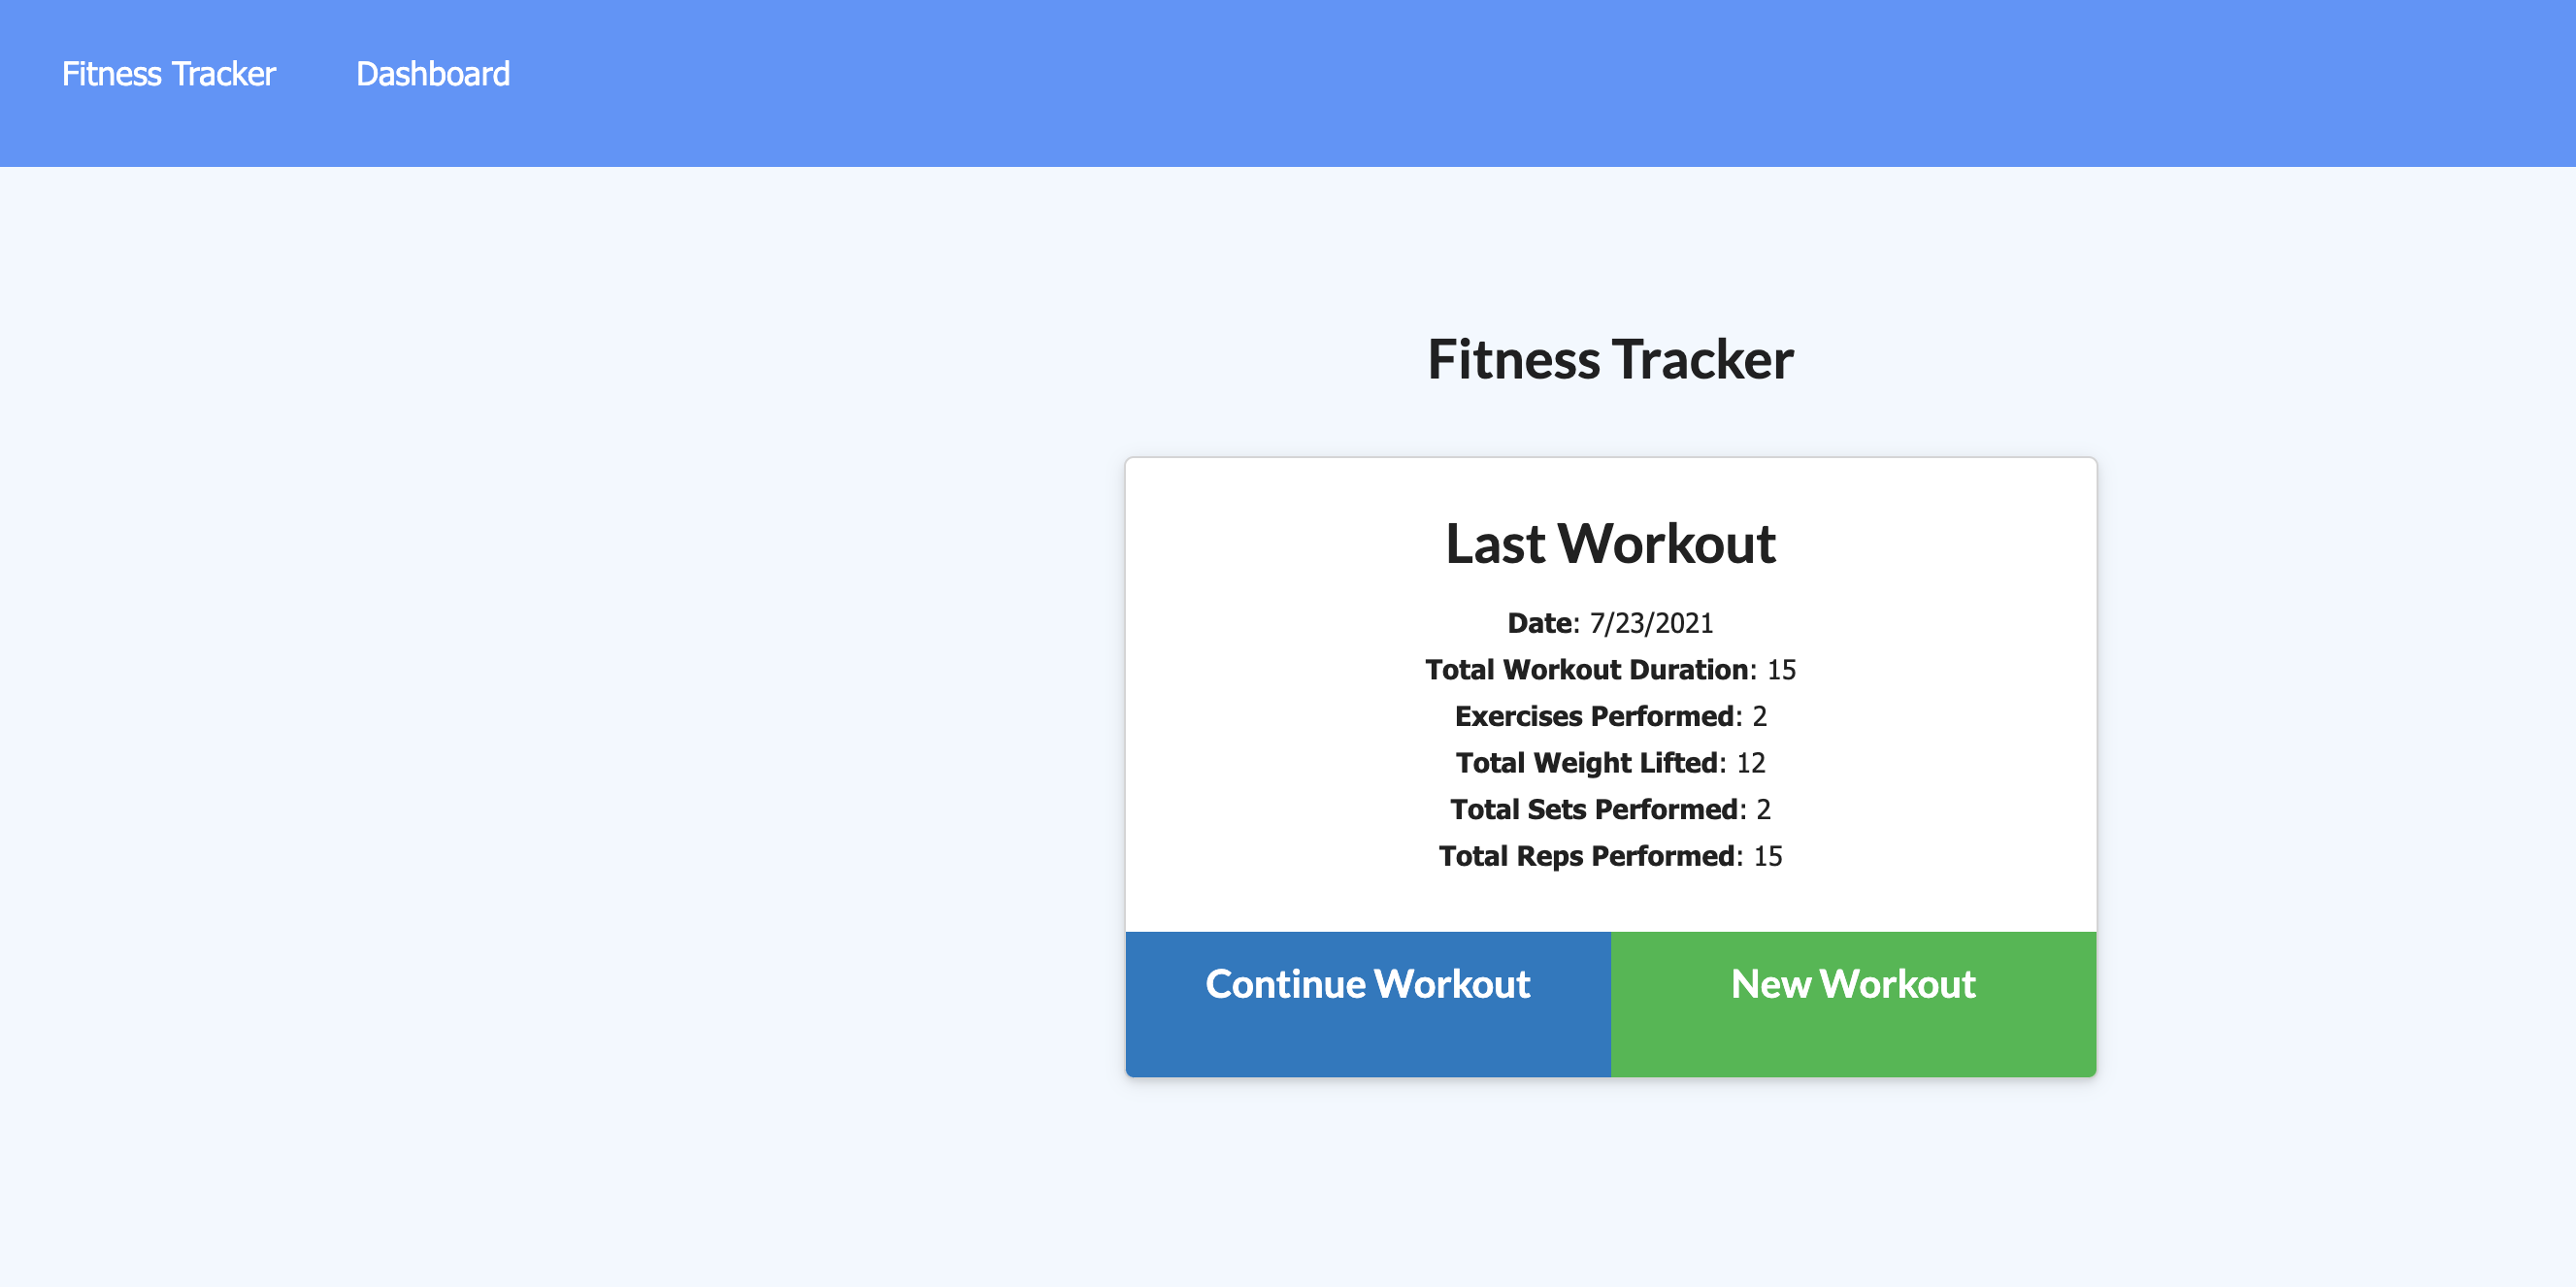 Fitness Tracker Dashboard
Fitness Tracker
Last Workout
Date: 7/23/2021
Total Workout Duration: 15
Exercises Performed: 2
Total Weight Lifted: 12
Total Sets Performed: 2
Total Reps Performed: 15
Continue Workout New Workout